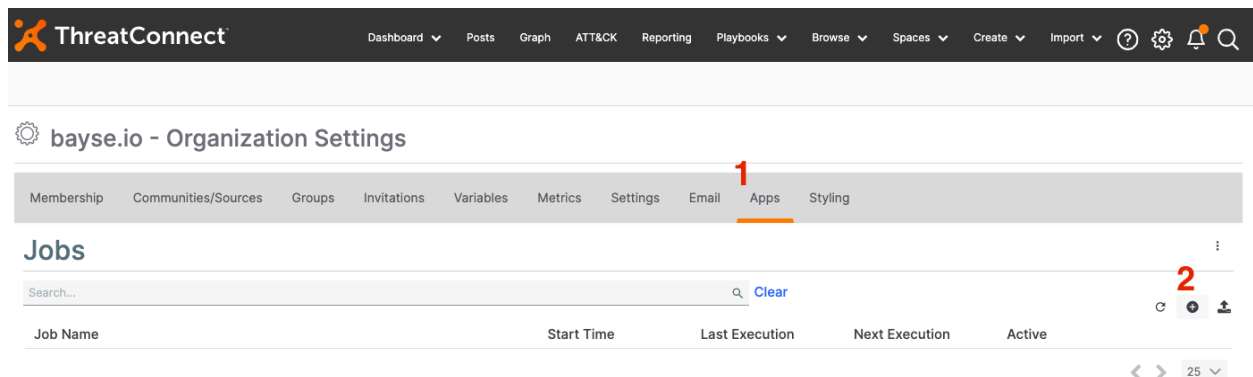 ThreatConnect Dashboard Posts Graph ATT&CK Reporting Playbooks Browse Spaces Create Import
bayse.io - Organization Settings
1
Membership Communities/Sources Groups Invitations Variables Metrics Settings Email Apps Styling
Jobs
2
Search... Clear
Job Name Start Time Last Execution Next Execution Active
25